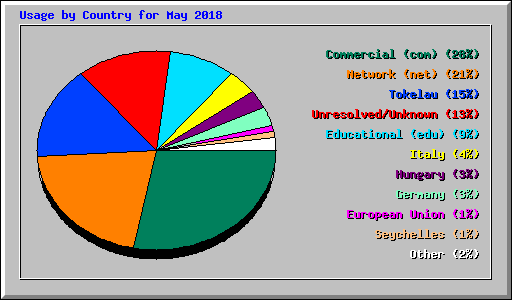 Usage by Country for May 2018
Commercial (com) (28%)
Network (net) (21%)
Tokelau (15%)
Unresolved/Unknown (13%)
Educational (edu) (9%)
Italy (4%)
Hungary (3%)
Germany (3%)
European Union (1%)
Seychelles (1%)
Other (2%)